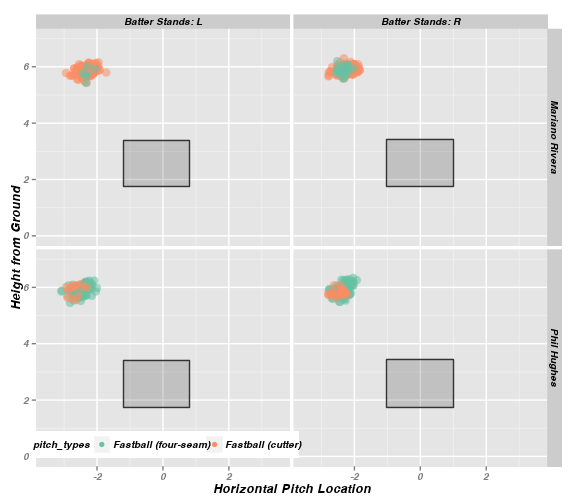 Batter Stands: L
Batter Stands: R
6
4
2
0
Mariano Rivera
Height from Ground
6
4
2
0
Phil Hughes
pitch_types
Fastball (four-seam)
Fastball (cutter)
-2
0
2
-2
0
2
Horizontal Pitch Location